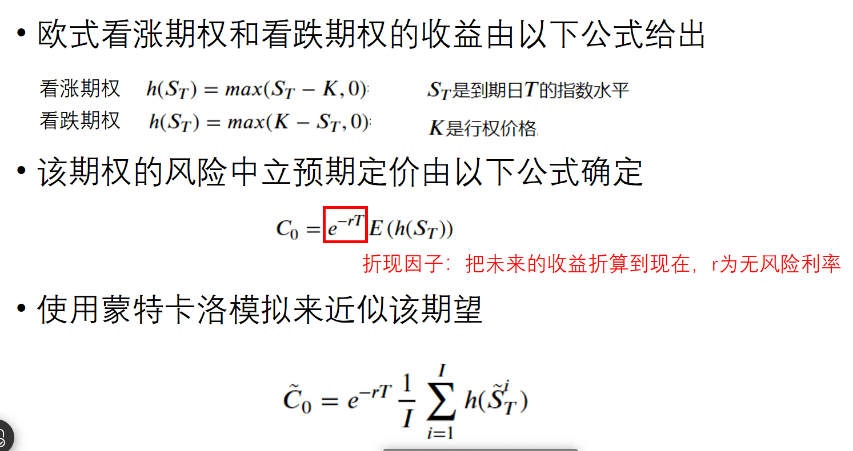 • 欧式看涨期权和看跌期权的收益由以下公式给出
看涨期权 h(S_T) = max(S_T − K, 0) S_T是到期日T的指数水平
看跌期权 h(S_T) = max(K − S_T, 0) K是行权价格
• 该期权的风险中立预期定价由以下公式确定
C_0 = e^{−rT} E (h(S_T))
折现因子：把未来的收益折算到现在，r为无风险利率
• 使用蒙特卡洛模拟来近似该期望
C̃_0 = e^{−rT} \frac{1}{I} \sum_{i=1}^{I} h(S̃_T^i)